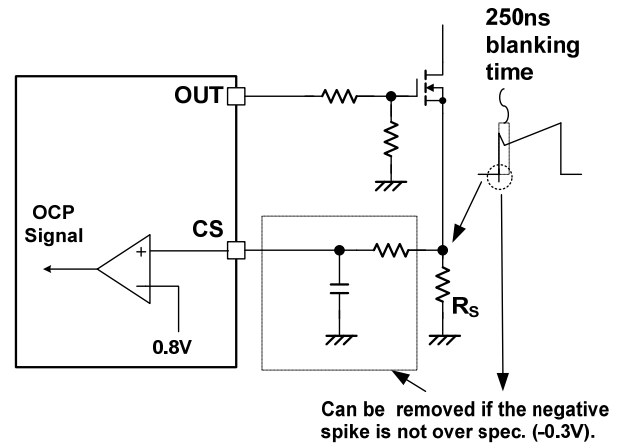 250ns
blanking
time
OUT
OCP
Signal
CS
+
0.8V
RS
Can be removed if the negative
spike is not over spec. (-0.3V).